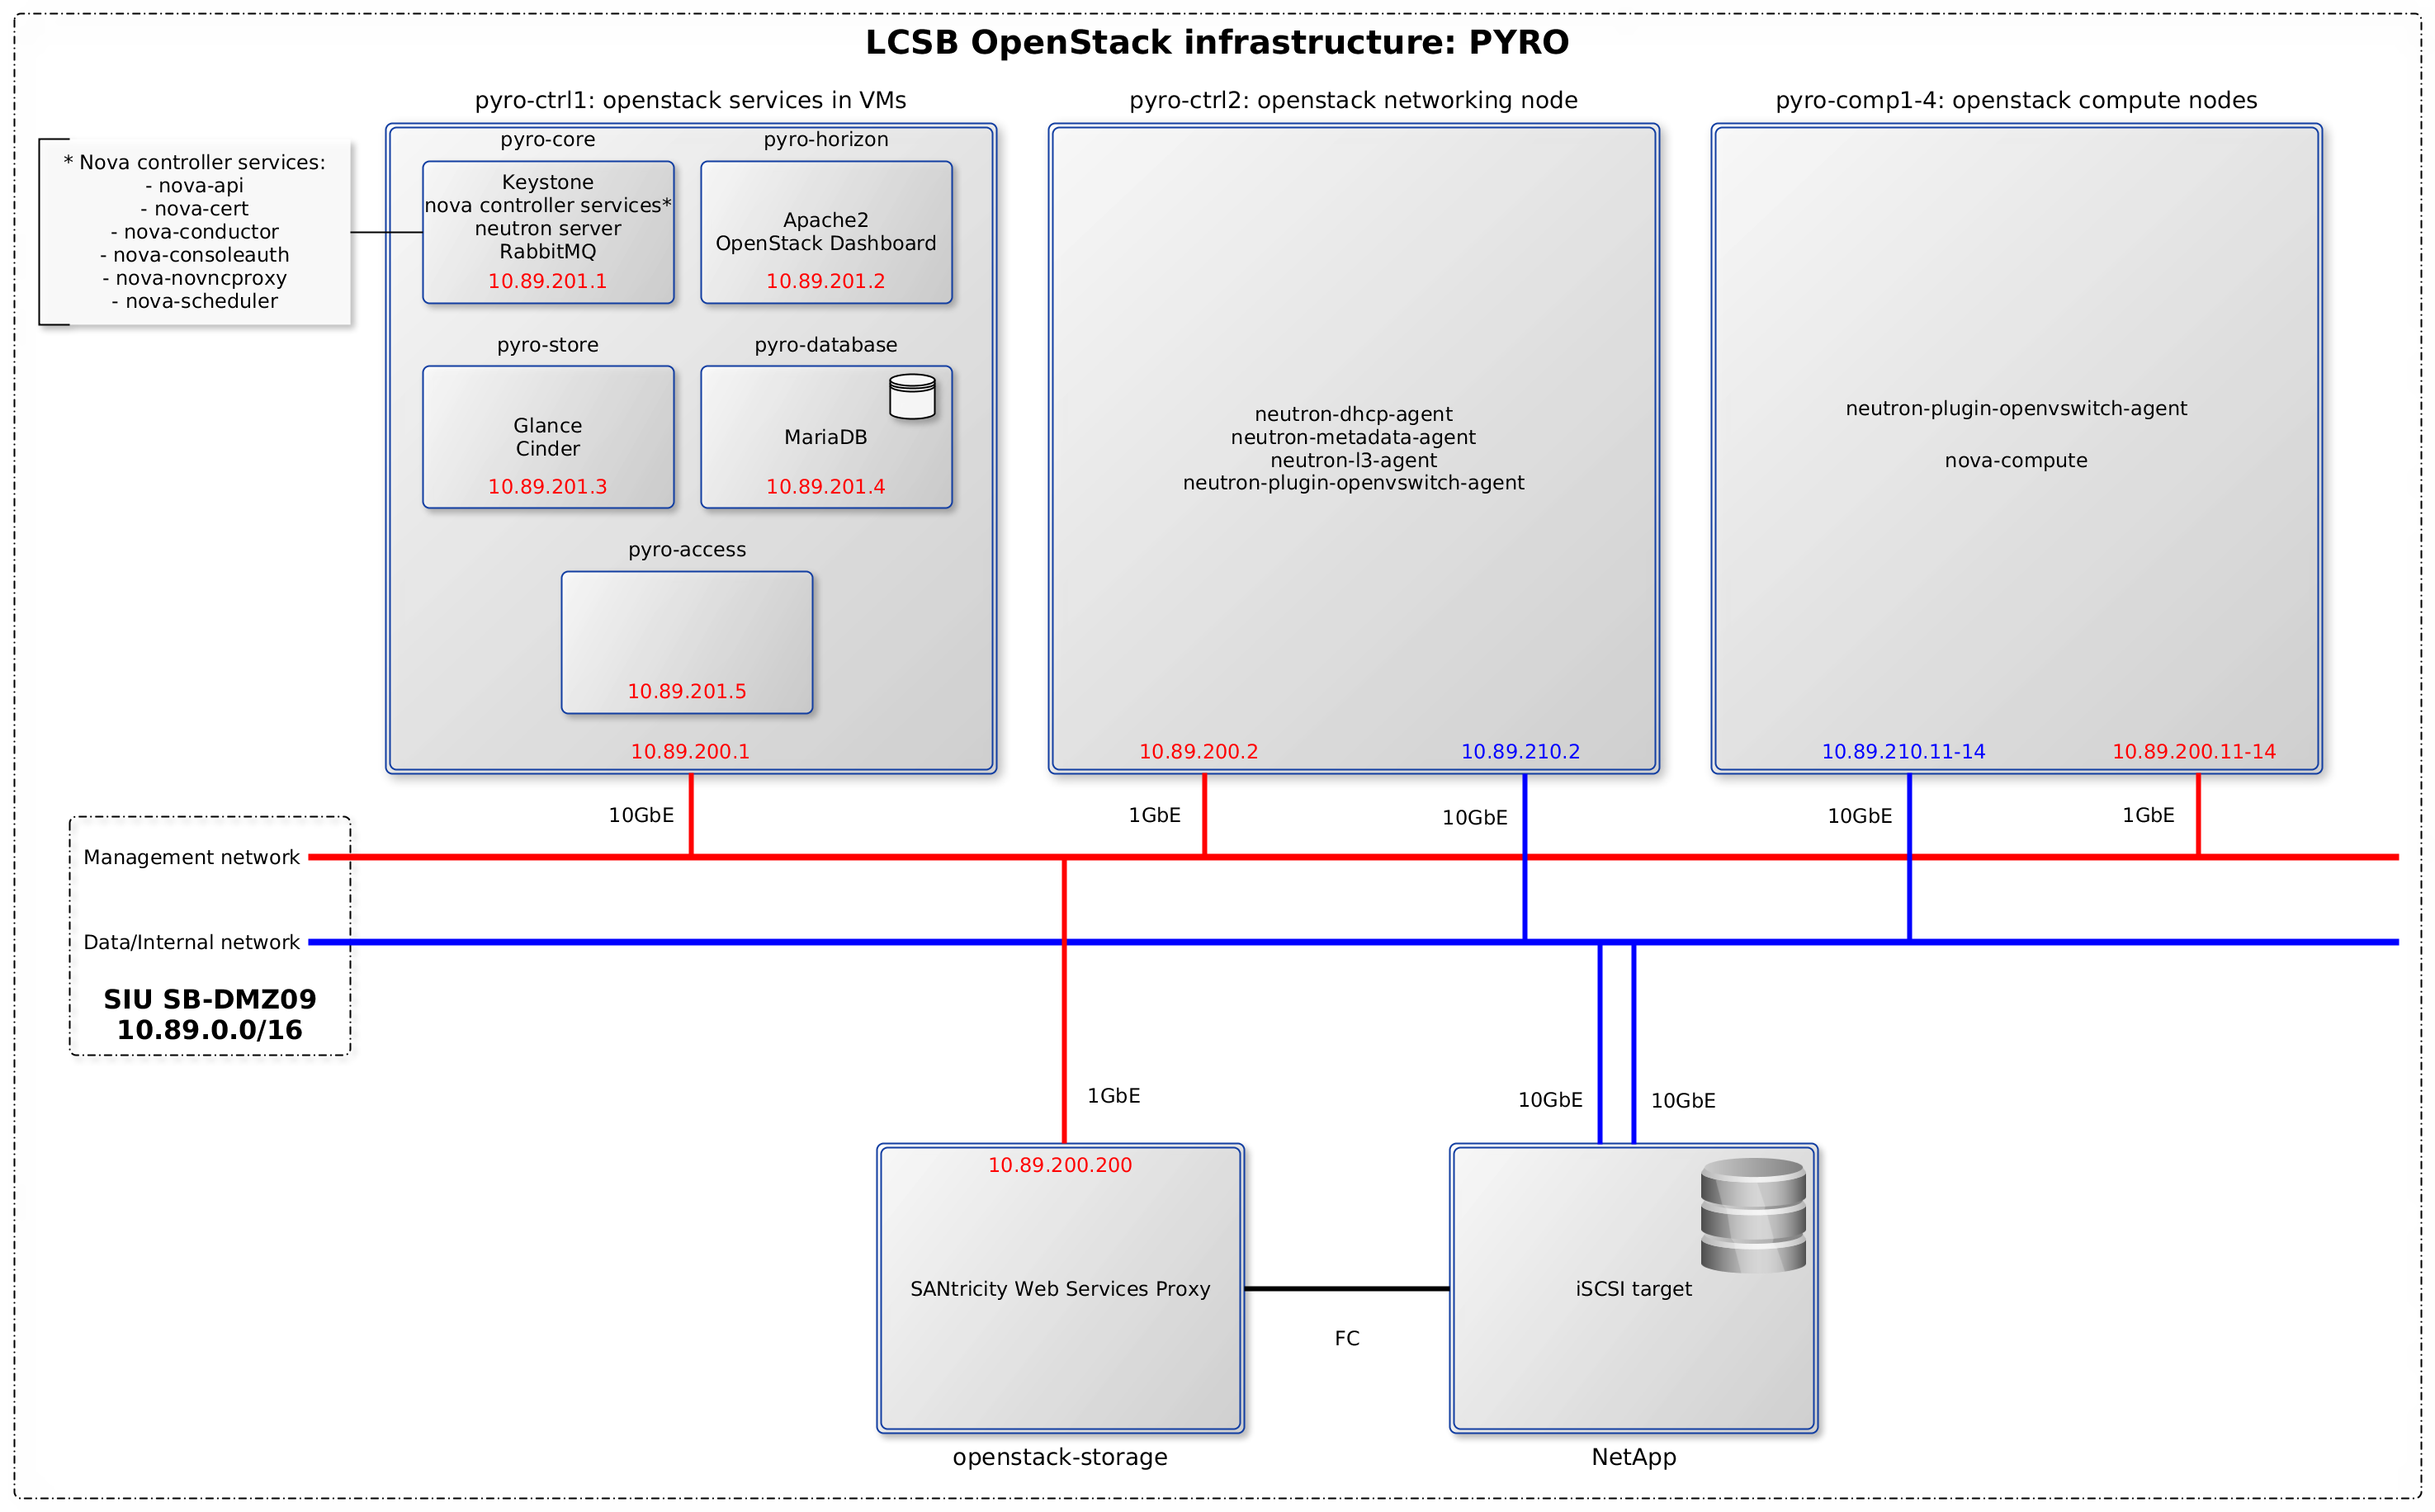 LCSB OpenStack infrastructure: PYRO
pyro-ctrl1: openstack services in VMs
pyro-ctrl2: openstack networking node
pyro-comp1-4: openstack compute nodes
* Nova controller services:
- nova-api
- nova-cert
- nova-conductor
- nova-consoleauth
- nova-novncproxy
- nova-scheduler
pyro-core
Keystone
nova controller services*
neutron server
RabbitMQ
10.89.201.1
pyro-horizon
Apache2
OpenStack Dashboard
10.89.201.2
pyro-store
Glance
Cinder
10.89.201.3
pyro-database
MariaDB
10.89.201.4
pyro-access
10.89.201.5
10.89.200.1
neutron-dhcp-agent
neutron-metadata-agent
neutron-l3-agent
neutron-plugin-openvswitch-agent
10.89.200.2
10.89.210.2
neutron-plugin-openvswitch-agent
nova-compute
10.89.210.11-14
10.89.200.11-14
10GbE
1GbE
10GbE
10GbE
1GbE
Management network
Data/Internal network
SIU SB-DMZ09
10.89.0.0/16
1GbE
10GbE
10GbE
10.89.200.200
SANtricity Web Services Proxy
FC
iSCSI target
openstack-storage
NetApp